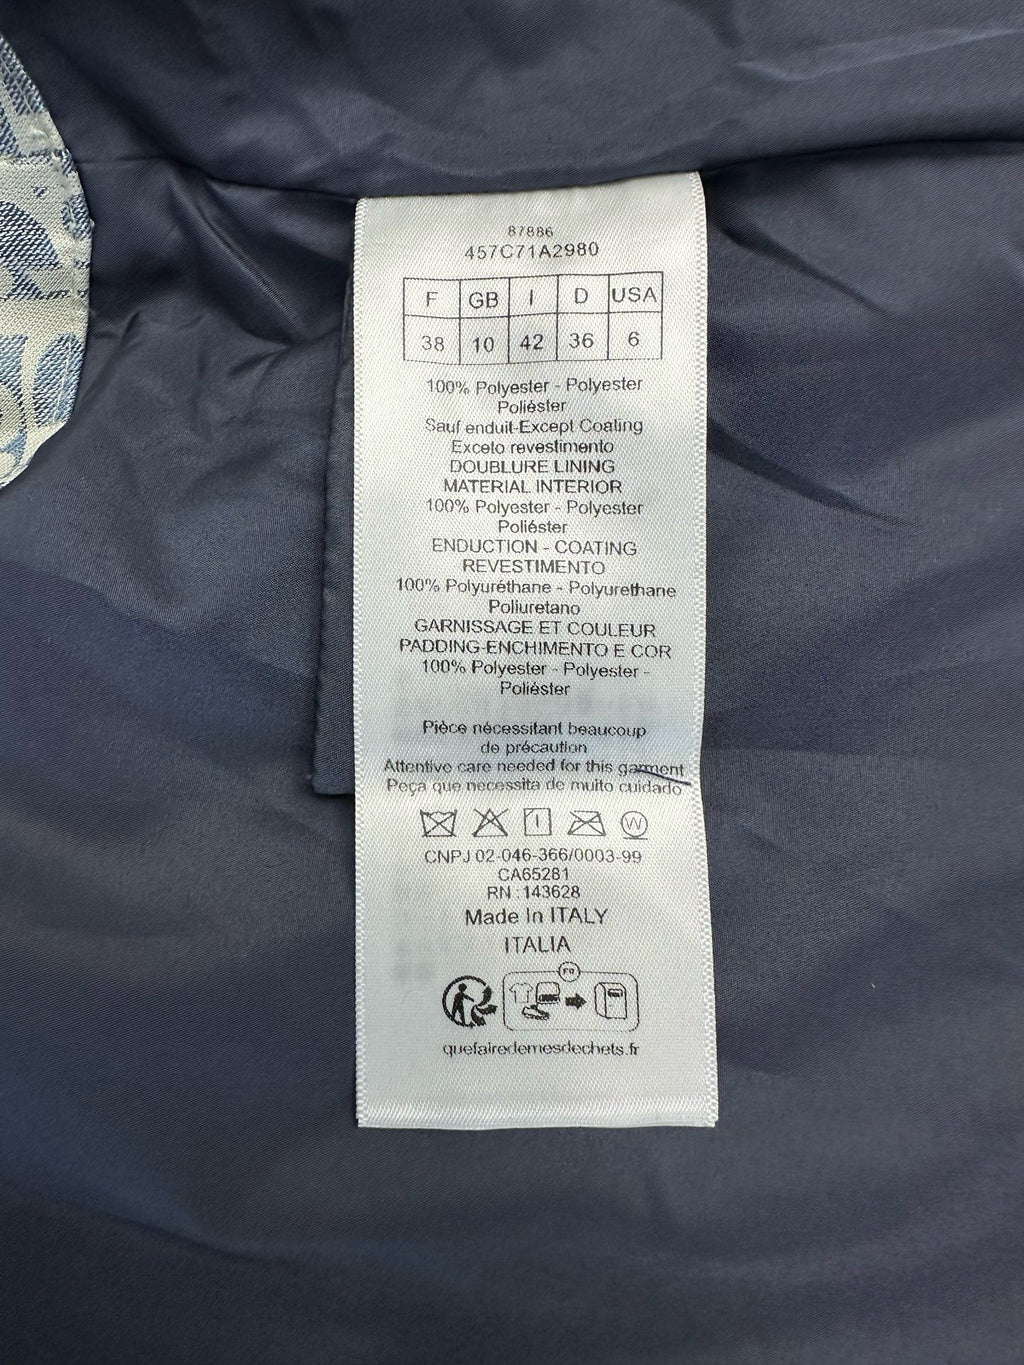 87886
457C71A2980
F GB I D USA
38 10 42 36 6
100% Polyester - Polyester
Poliéster
Sauf enduit-Except Coating
Exceto revestimento
DOUBLURE LINING
MATERIAL INTERIOR
100% Polyester - Polyester
Poliéster
ENDUCTION - COATING
REVESTIMENTO
100% Polyuréthane - Polyurethane
Poliuretano
GARNISSAGE ET COULEUR
PADDING-ENCHIMENTO E COR
100% Polyester - Polyester -
Poliéster
Pièce nécessitant beaucoup
de précaution
Attentive care needed for this garment
Peça que necessita de muito cuidado
W
CNPJ 02-046-366/0003-99
CA65281
RN : 143628
Made In ITALY
ITALIA
FR
quefairedemesdechets.fr